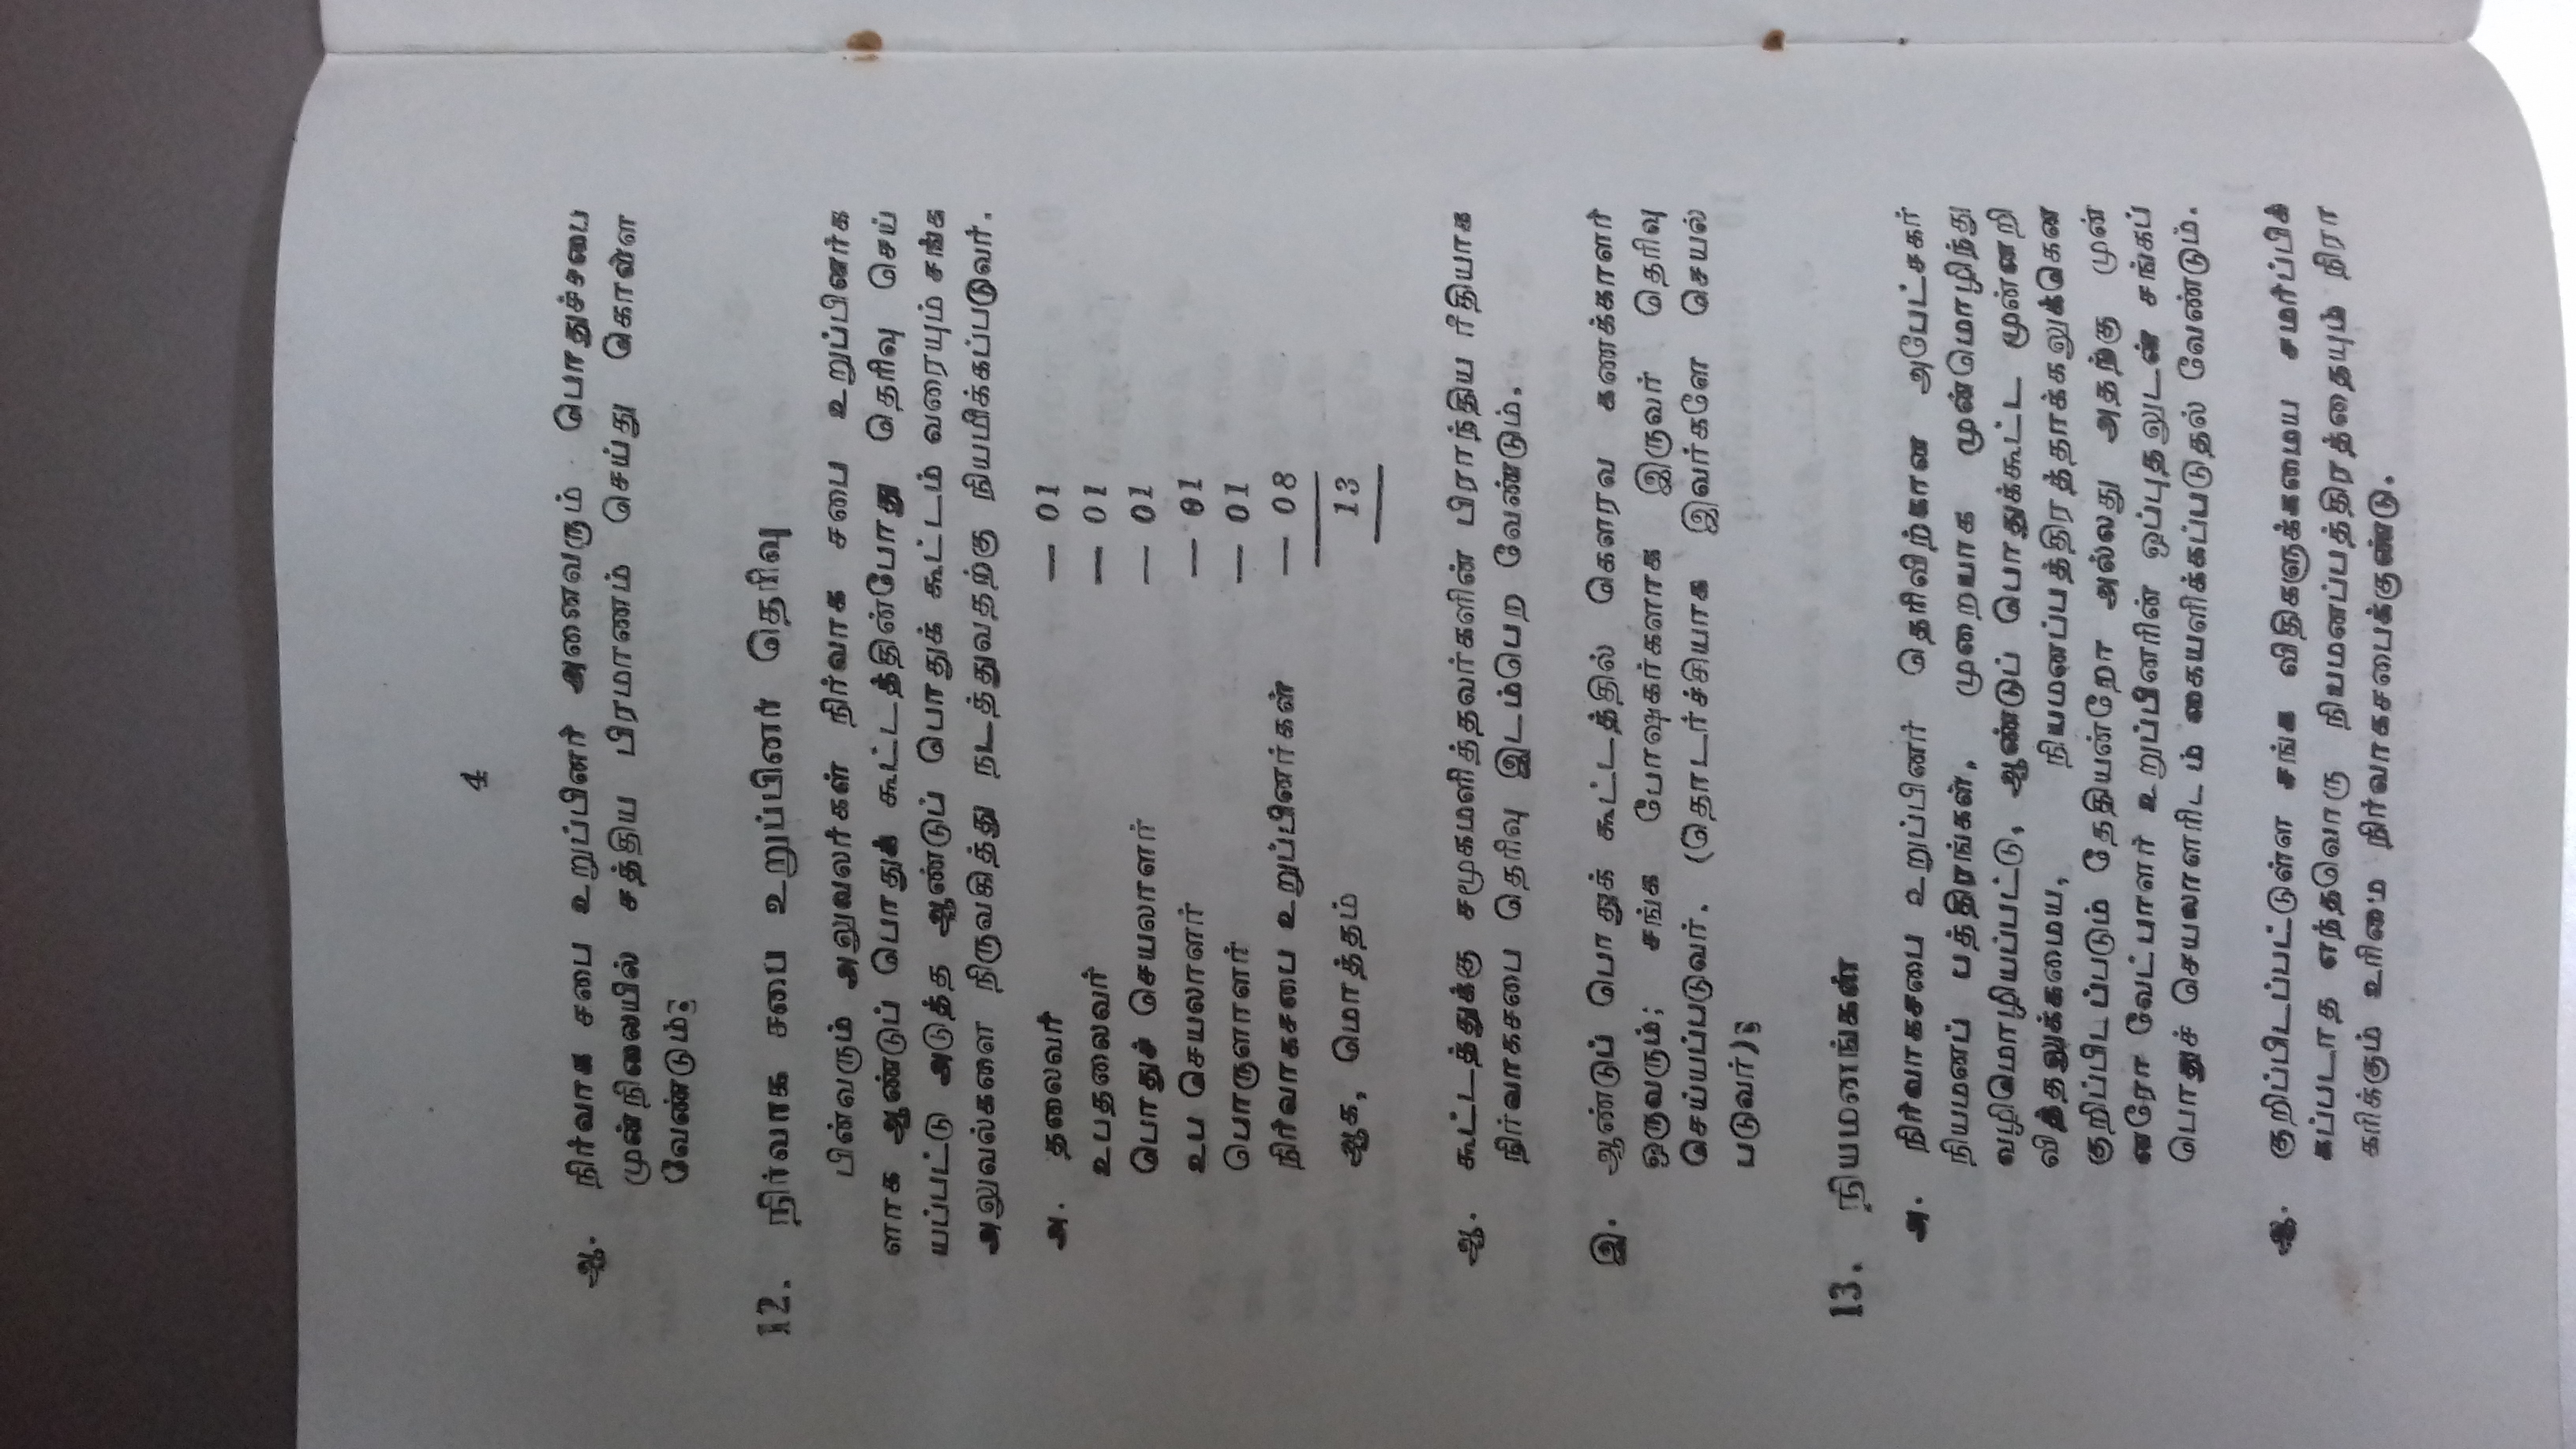 4
ஆ. நிர்வாக சபை உறுப்பினர் அனைவரும் பொதுச்சபை
முன்நிலையில் சத்திய பிரமாணம் செய்து கொள்ள
வேண்டும்.
12. நிர்வாக சபை உறுப்பினர் தெரிவு
பின்வரும் அலுவலர்கள் நிர்வாக சபை உறுப்பினர்க
ளாக ஆண்டுப் பொதுக் கூட்டத்தின்போது தெரிவு செய்
யப்பட்டு அடுத்த ஆண்டுப் பொதுக் கூட்டம் வரையும் சங்க
அலுவல்களை நிருவகித்து நடத்துவதற்கு நியமிக்கப்படுவர்.
அ. தலைவர் — 01
உபதலைவர் — 01
பொதுச் செயலாளர் — 01
உப செயலாளர் — 01
பொருளாளர் — 01
நிர்வாகசபை உறுப்பினர்கள் — 08
ஆக, மொத்தம் 13
ஆ. கூட்டத்துக்கு சமூகமளித்தவர்களின் பிராந்திய ரீதியாக
நிர்வாகசபை தெரிவு இடம்பெற வேண்டும்.
இ. ஆண்டுப் பொதுக் கூட்டத்தில் கௌரவ கணக்காளர்
ஒருவரும்; சங்க போஷகர்களாக இருவர் தெரிவு
செய்யப்படுவர். (தொடர்ச்சியாக இவர்களே செயல்
படுவர்);
13. நியமனங்கள்
அ. நிர்வாகசபை உறுப்பினர் தெரிவிற்கான அபேட்சகர்
நியமனப் பத்திரங்கள், முறையாக முன்மொழிந்து
வழிமொழியப்பட்டு, ஆண்டுப் பொதுக்கூட்ட மூன்னறி
வித்தலுக்கமைய, நியமனப்பத்திரத்தாக்கலுக்கென
குறிப்பிடப்படும் தேதியன்றோ அல்லது அதற்கு முன்
னரோ வேட்பாளர் உறுப்பினரின் ஒப்புதலுடன் சங்கப்
பொதுச் செயலாளரிடம் கையளிக்கப்படுதல் வேண்டும்.
ஆ. குறிப்பிடப்பட்டுள்ள சங்க விதிகளுக்கமைய சமர்ப்பிக்
கப்படாத எந்தவொரு நியமனப்பத்திரத்தையும் நிரா
கரிக்கும் உரிமை நிர்வாகசபைக்குண்டு.